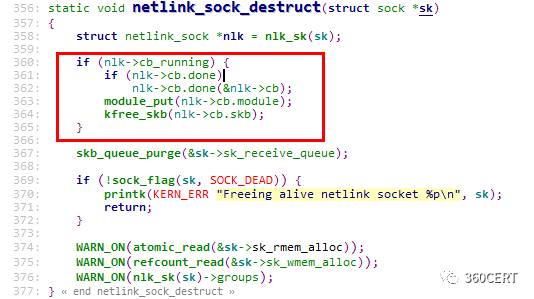 356: static void netlink_sock_destruct(struct sock *sk)
357: {
358: struct netlink_sock *nlk = nlk_sk(sk);
359:
360: if (nlk->cb_running) {
361: if (nlk->cb.done)
362: nlk->cb.done(&nlk->cb);
363: module_put(nlk->cb.module);
364: kfree_skb(nlk->cb.skb);
365: }
366:
367: skb_queue_purge(&sk->sk_receive_queue);
368:
369: if (!sock_flag(sk, SOCK_DEAD)) {
370: printk(KERN_ERR "Freeing alive netlink socket %p\n", sk);
371: return;
372: }
373:
374: WARN_ON(atomic_read(&sk->sk_rmem_alloc));
375: WARN_ON(refcount_read(&sk->sk_wmem_alloc));
376: WARN_ON(nlk_sk(sk)->groups);
377: } « end netlink_sock_destruct »
360CERT